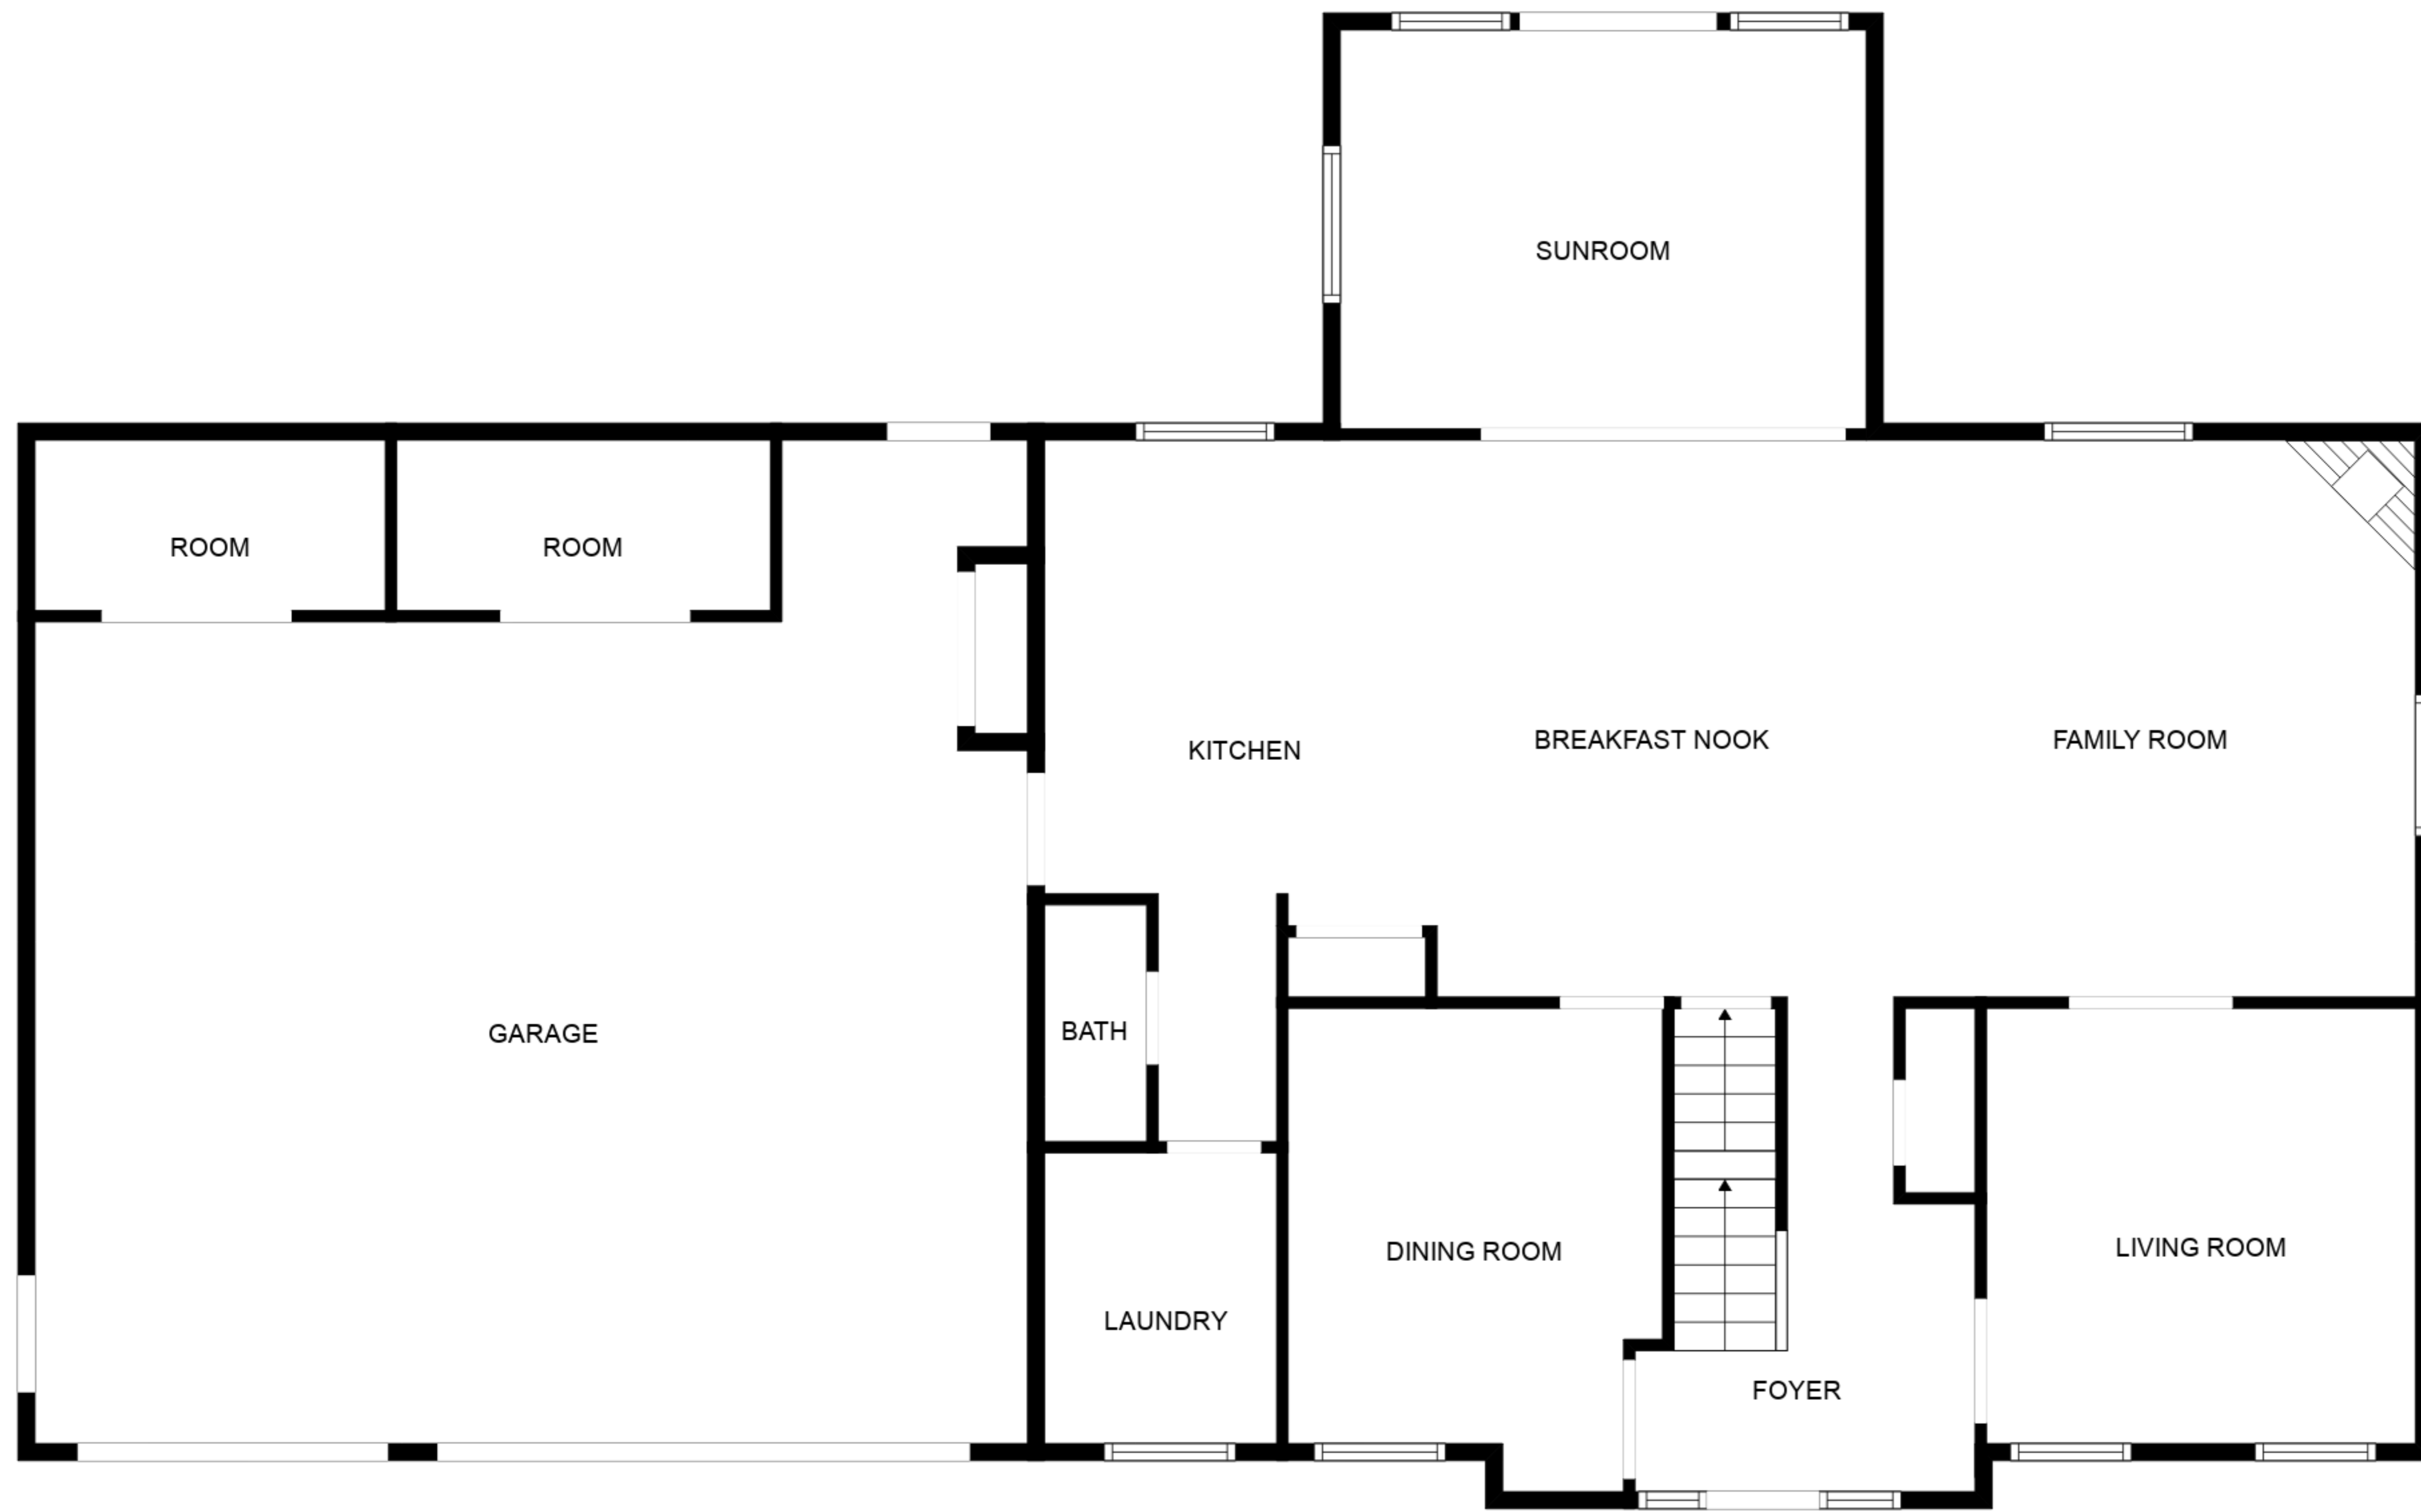 SUNROOM
ROOM
ROOM
KITCHEN
BREAKFAST NOOK
FAMILY ROOM
GARAGE
BATH
DINING ROOM
LIVING ROOM
LAUNDRY
FOYER